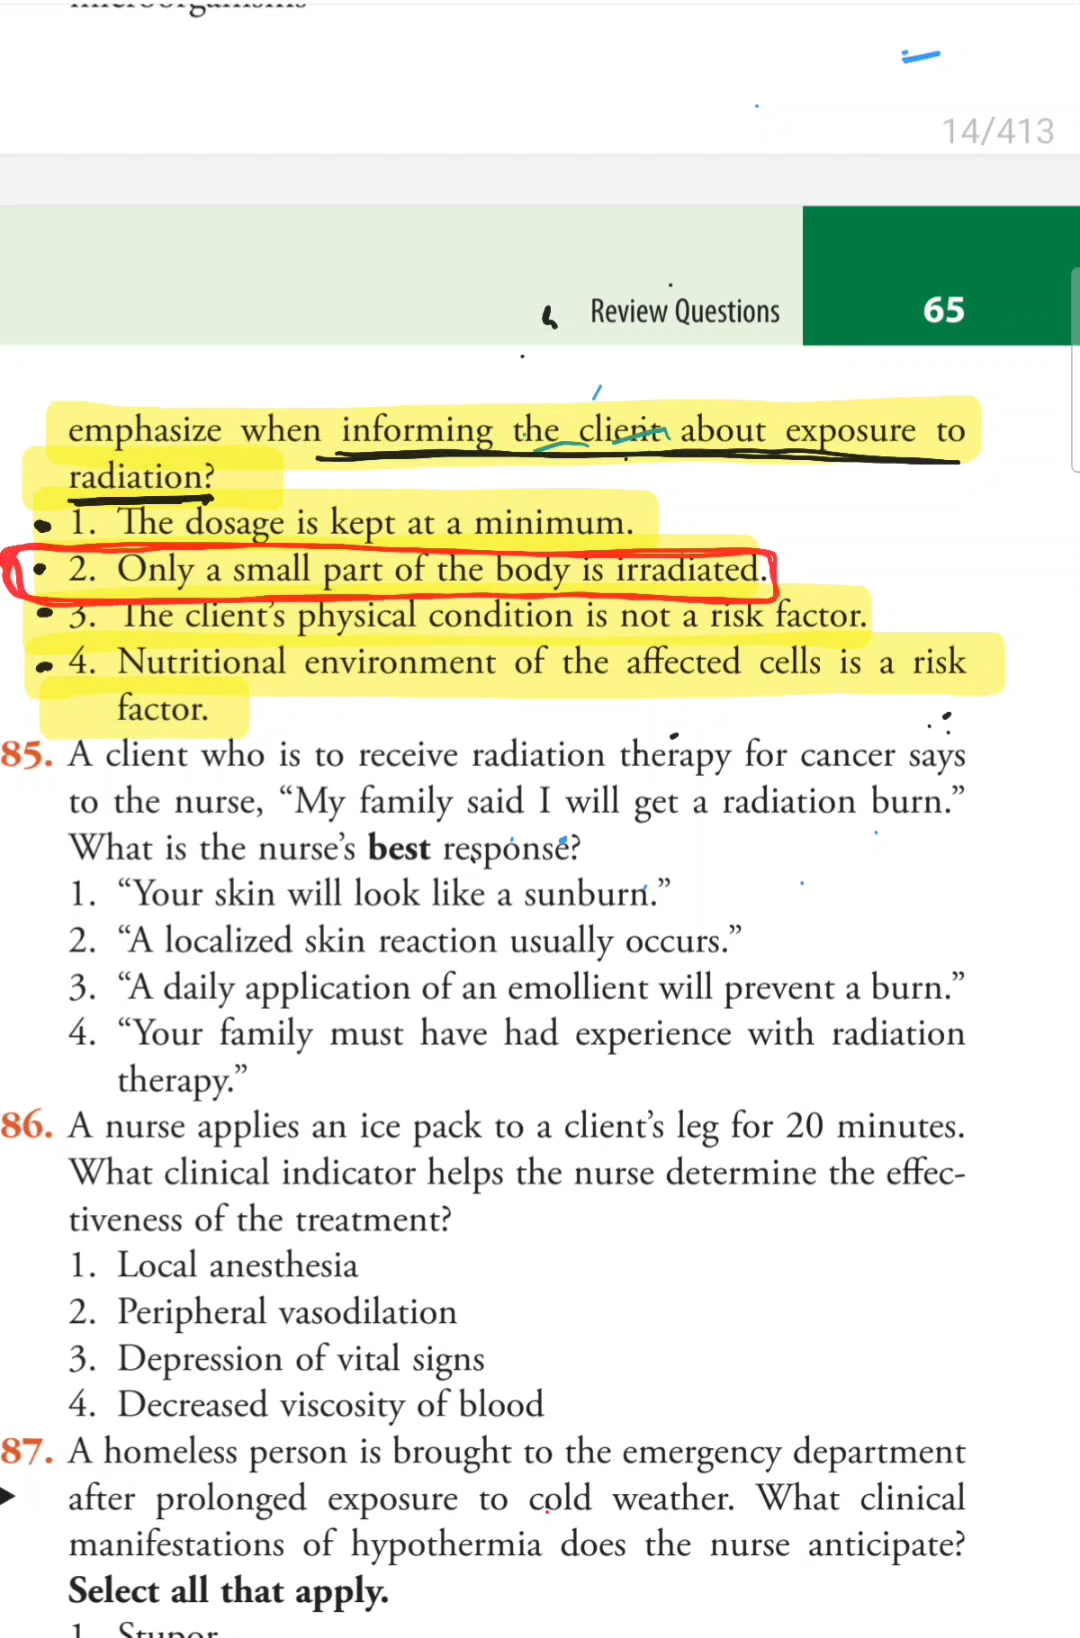 14/413
Review Questions 65
emphasize when informing the client about exposure to
radiation?
1. The dosage is kept at a minimum.
2. Only a small part of the body is irradiated.
3. The client's physical condition is not a risk factor.
4. Nutritional environment of the affected cells is a risk
factor.
85. A client who is to receive radiation therapy for cancer says
to the nurse, “My family said I will get a radiation burn.”
What is the nurse’s best response?
1. “Your skin will look like a sunburn.”
2. “A localized skin reaction usually occurs.”
3. “A daily application of an emollient will prevent a burn.”
4. “Your family must have had experience with radiation
therapy.”
86. A nurse applies an ice pack to a client’s leg for 20 minutes.
What clinical indicator helps the nurse determine the effec-
tiveness of the treatment?
1. Local anesthesia
2. Peripheral vasodilation
3. Depression of vital signs
4. Decreased viscosity of blood
87. A homeless person is brought to the emergency department
after prolonged exposure to cold weather. What clinical
manifestations of hypothermia does the nurse anticipate?
Select all that apply.
1. Stupor